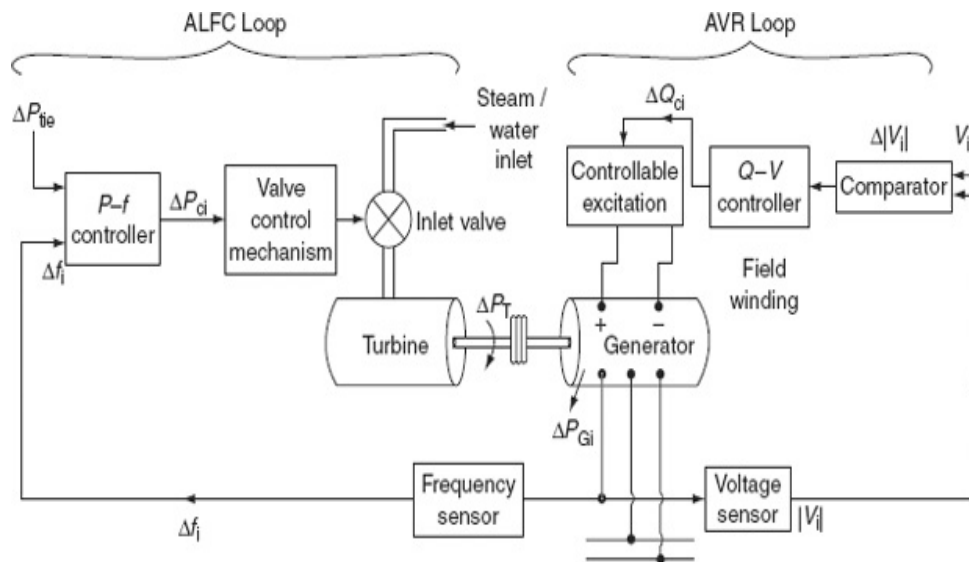 ALFC Loop
AVR Loop
ΔP_tie
Steam /
water
inlet
ΔQ_ci
Δ|V_i|
V_i
P–f
controller
ΔP_ci
Valve
control
mechanism
Inlet valve
Controllable
excitation
Q–V
controller
Comparator
Δf_i
Field
winding
Turbine
ΔP_T
+
–
Generator
ΔP_Gi
Frequency
sensor
Voltage
sensor
|V_i|
Δf_i